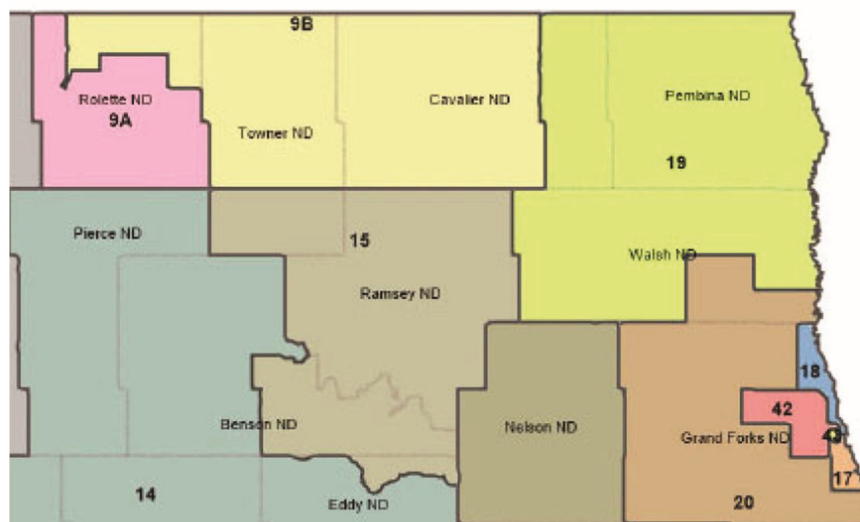 9B
Rolette ND
Cavalier ND
Pembina ND
9A
Towner ND
19
Pierce ND
15
Walsh ND
Ramsey ND
18
42
Benson ND
Nelson ND
Grand Forks ND
17
14
20
Eddy ND